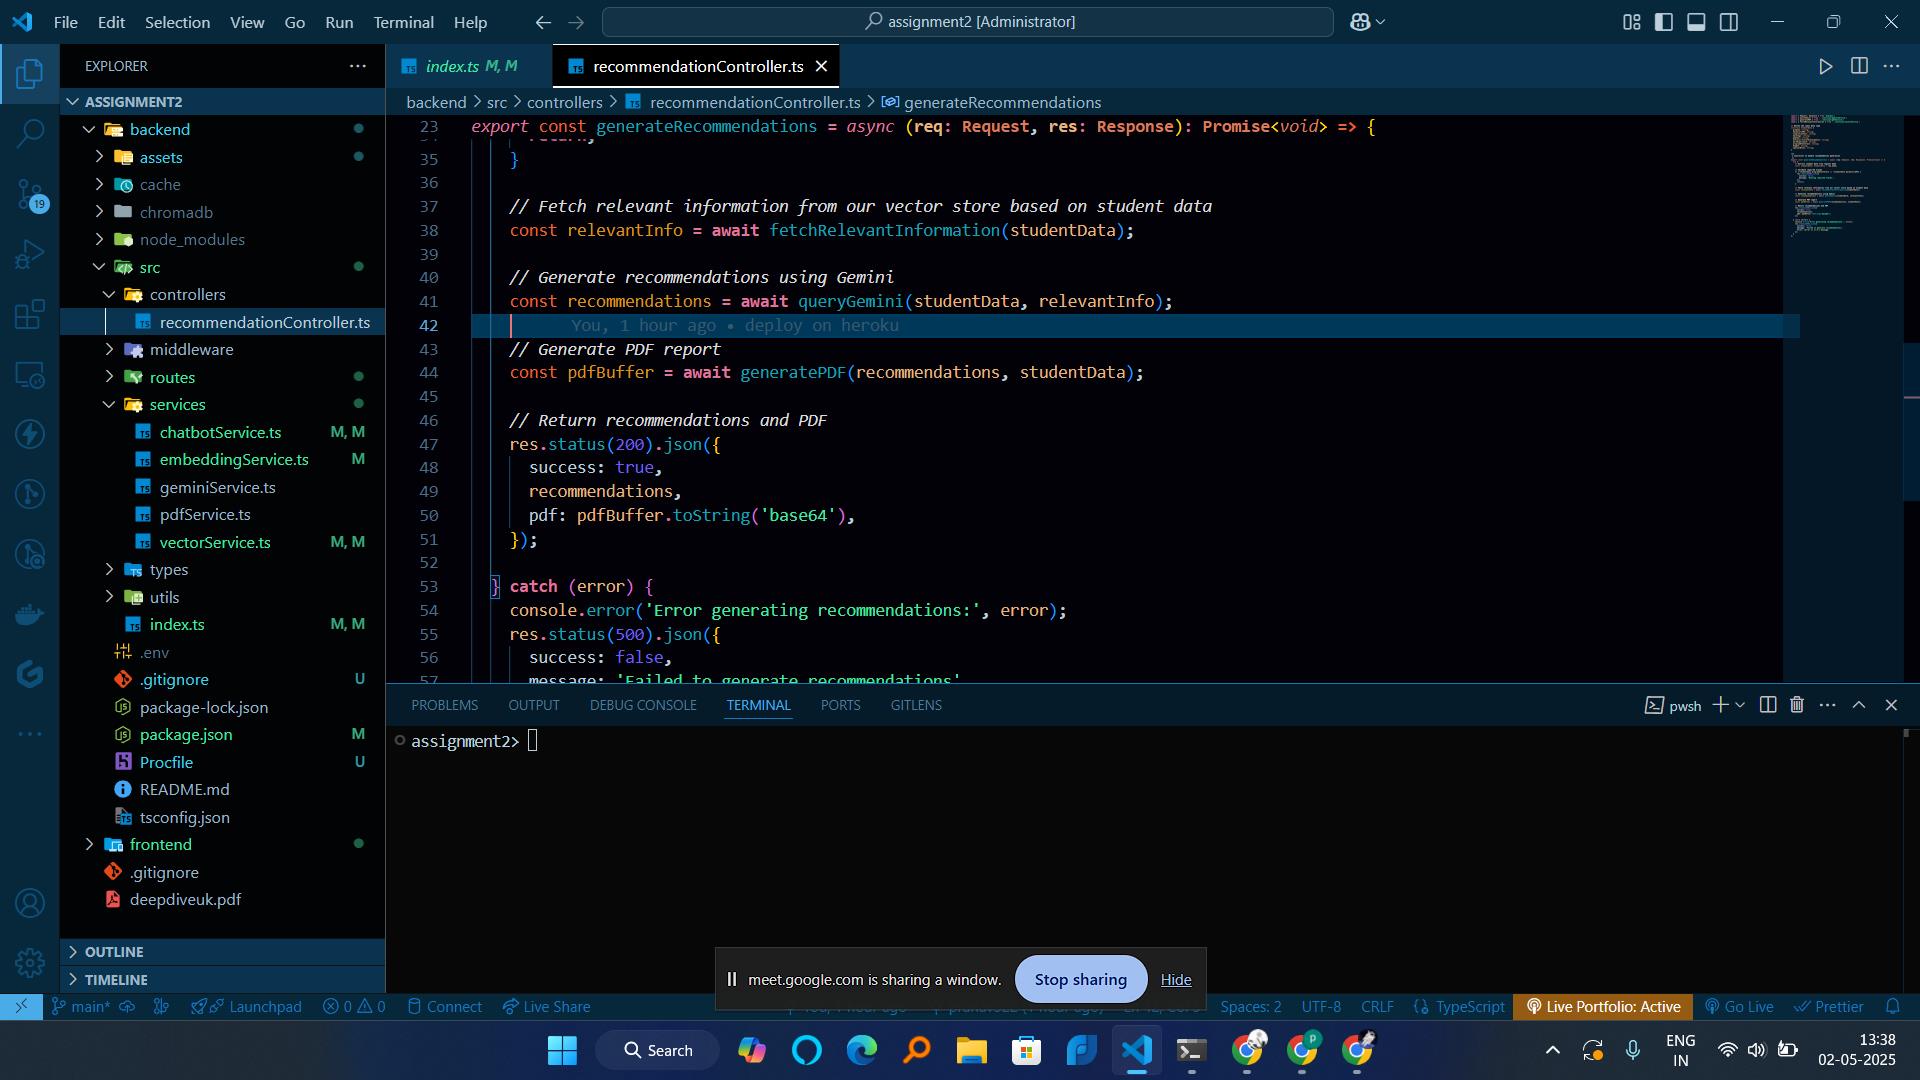 File Edit Selection View Go Run Terminal Help
assignment2 [Administrator]
EXPLORER
ASSIGNMENT2
backend
assets
cache
chromadb
node_modules
src
controllers
recommendationController.ts
middleware
routes
services
chatbotService.ts M, M
embeddingService.ts M
geminiService.ts
pdfService.ts
vectorService.ts M, M
types
utils
index.ts M, M
.env
.gitignore U
package-lock.json
package.json M
Procfile U
README.md
tsconfig.json
frontend
.gitignore
deepdiveuk.pdf
OUTLINE
TIMELINE
19
index.ts M, M
recommendationController.ts
backend > src > controllers > recommendationController.ts > generateRecommendations
23 export const generateRecommendations = async (req: Request, res: Response): Promise<void> => {
35 }
36
37 // Fetch relevant information from our vector store based on student data
38 const relevantInfo = await fetchRelevantInformation(studentData);
39
40 // Generate recommendations using Gemini
41 const recommendations = await queryGemini(studentData, relevantInfo);
42 You, 1 hour ago • deploy on heroku
43 // Generate PDF report
44 const pdfBuffer = await generatePDF(recommendations, studentData);
45
46 // Return recommendations and PDF
47 res.status(200).json({
48 success: true,
49 recommendations,
50 pdf: pdfBuffer.toString('base64'),
51 });
52
53 } catch (error) {
54 console.error('Error generating recommendations:', error);
55 res.status(500).json({
56 success: false,
57 message: 'Failed to generate recommendations'
PROBLEMS OUTPUT DEBUG CONSOLE TERMINAL PORTS GITLENS
pwsh
assignment2>
meet.google.com is sharing a window. Stop sharing Hide
main* Launchpad 0 0 Connect Live Share
Spaces: 2 UTF-8 CRLF {} TypeScript Live Portfolio: Active Go Live Prettier
Search
ENG
IN
13:38
02-05-2025